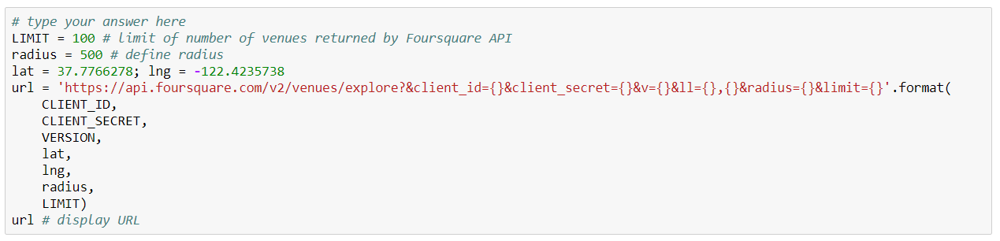 # type your answer here
LIMIT = 100 # limit of number of venues returned by Foursquare API
radius = 500 # define radius
lat = 37.7766278; lng = -122.4235738
url = 'https://api.foursquare.com/v2/venues/explore?&client_id={}&client_secret={}&v={}&ll={},{}&radius={}&limit={}'.format(
    CLIENT_ID,
    CLIENT_SECRET,
    VERSION,
    lat,
    lng,
    radius,
    LIMIT)
url # display URL